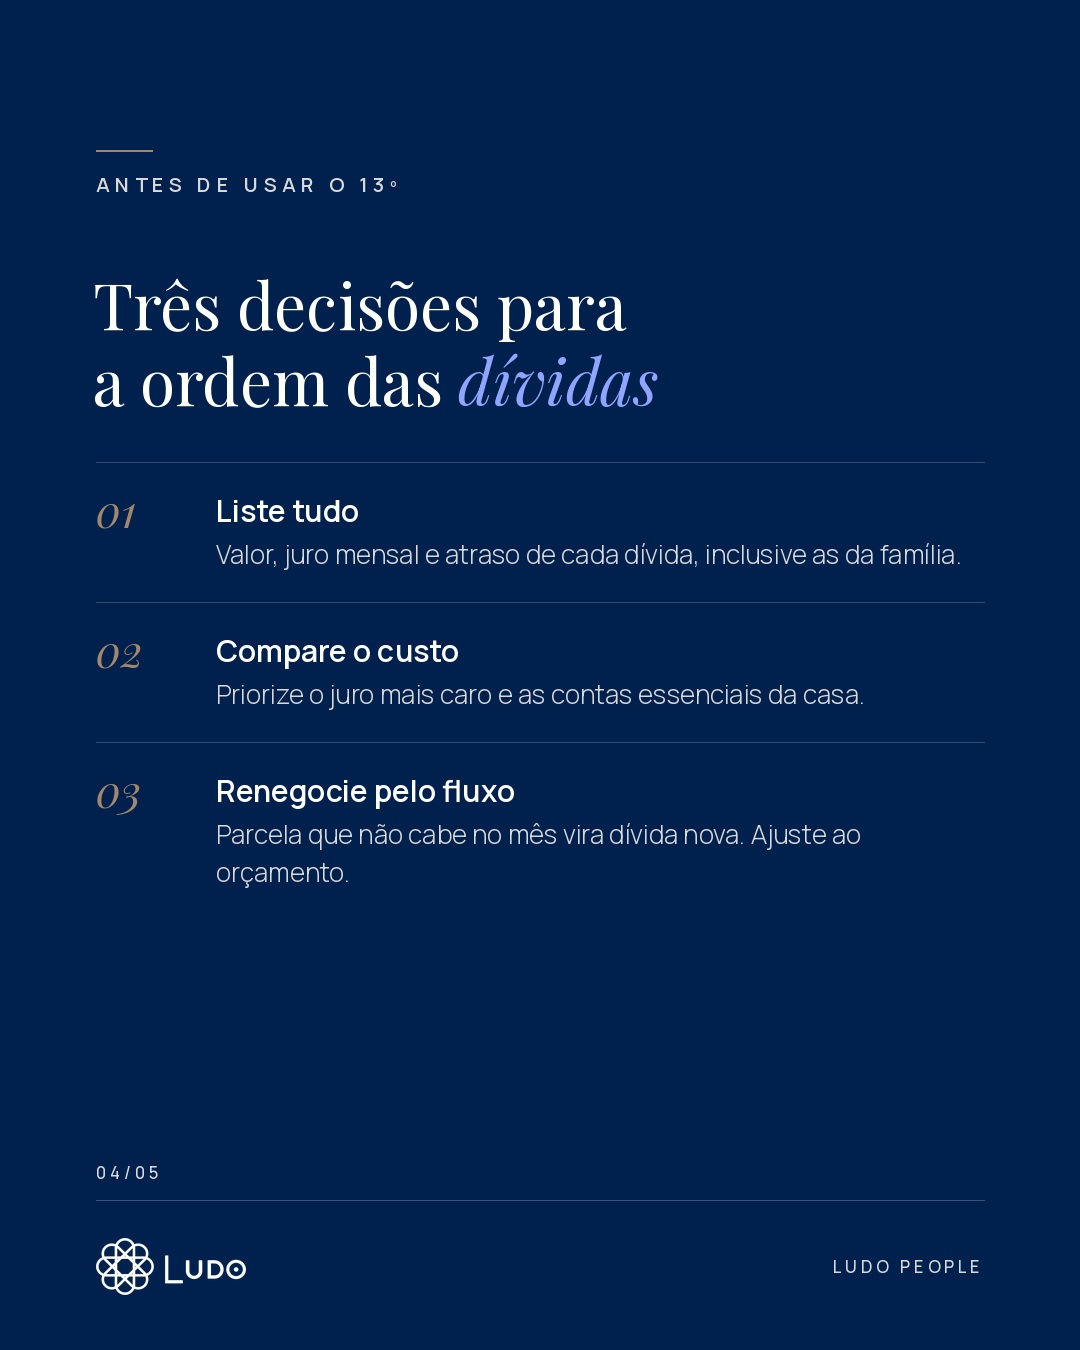 ANTES DE USAR O 13º
Três decisões para
a ordem das dívidas
01
Liste tudo
Valor, juro mensal e atraso de cada dívida, inclusive as da família.
02
Compare o custo
Priorize o juro mais caro e as contas essenciais da casa.
03
Renegocie pelo fluxo
Parcela que não cabe no mês vira dívida nova. Ajuste ao
orçamento.
04/05
LUDO
LUDO PEOPLE